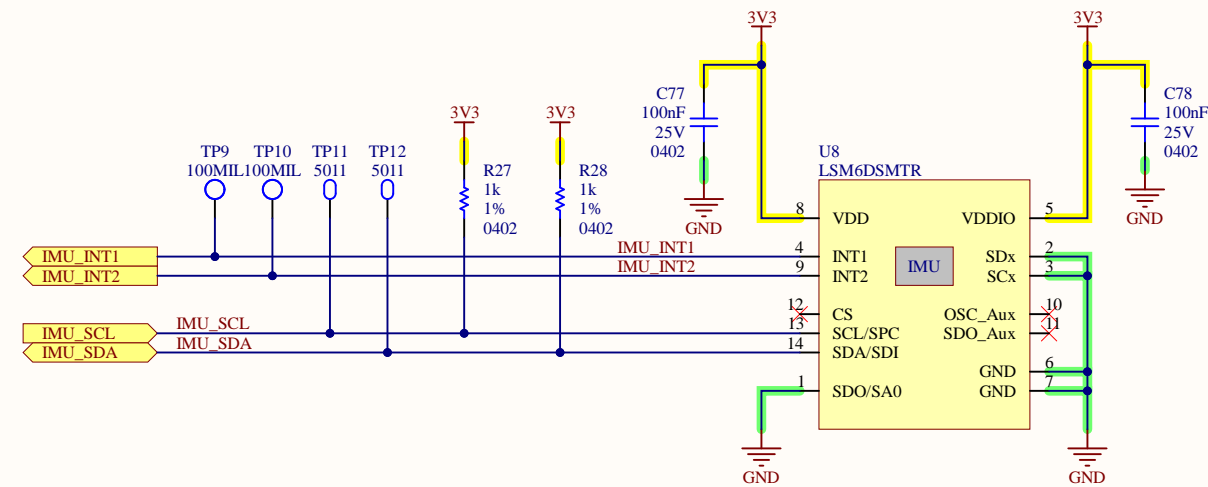 3V3
3V3
C77
100nF
25V
0402
C78
100nF
25V
0402
3V3
3V3
TP9
100MIL
TP10
100MIL
TP11
5011
TP12
5011
R27
1k
1%
0402
R28
1k
1%
0402
U8
LSM6DSMTR
GND
GND
8 VDD VDDIO 5
IMU_INT1 IMU_INT1 4 INT1 IMU SDx 2
IMU_INT2 IMU_INT2 9 INT2 SCx 3
12 CS OSC_Aux 10
IMU_SCL IMU_SCL 13 SCL/SPC SDO_Aux 11
IMU_SDA IMU_SDA 14 SDA/SDI
GND 6
1 SDO/SA0 GND 7
GND
GND